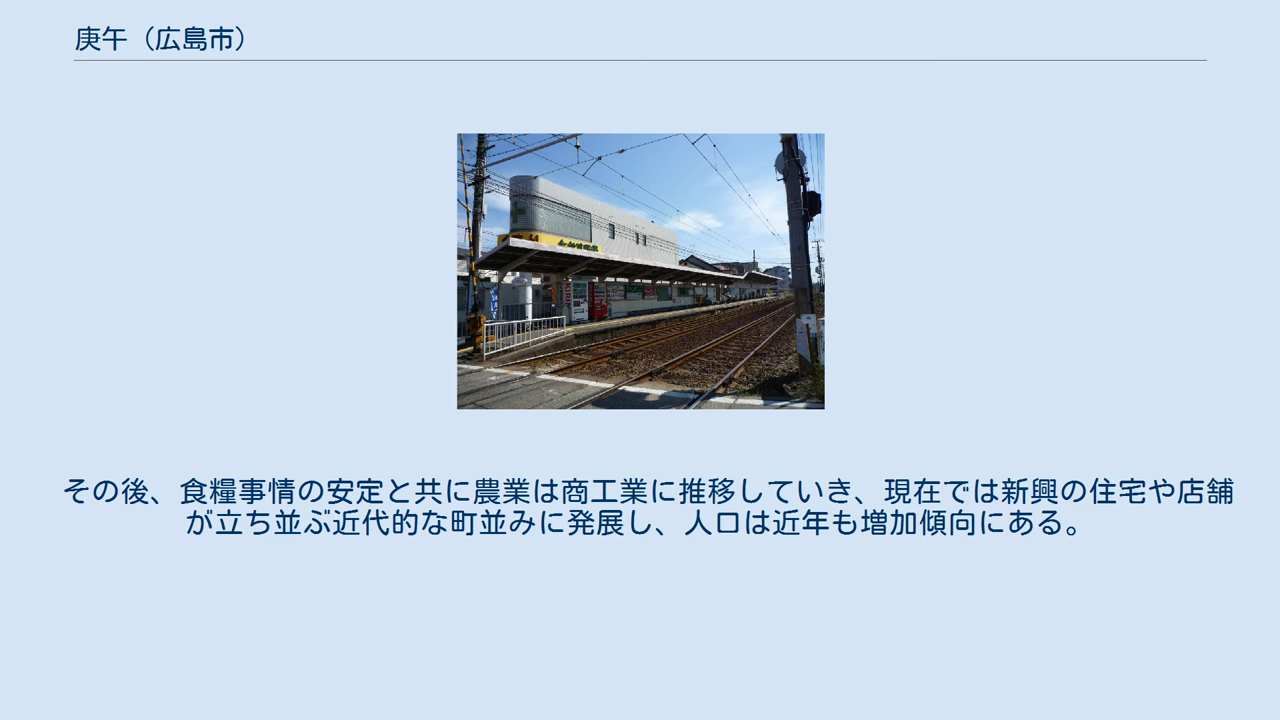 庚午（広島市）
その後、食糧事情の安定と共に農業は商工業に推移していき、現在では新興の住宅や店舗
が立ち並ぶ近代的な町並みに発展し、人口は近年も増加傾向にある。